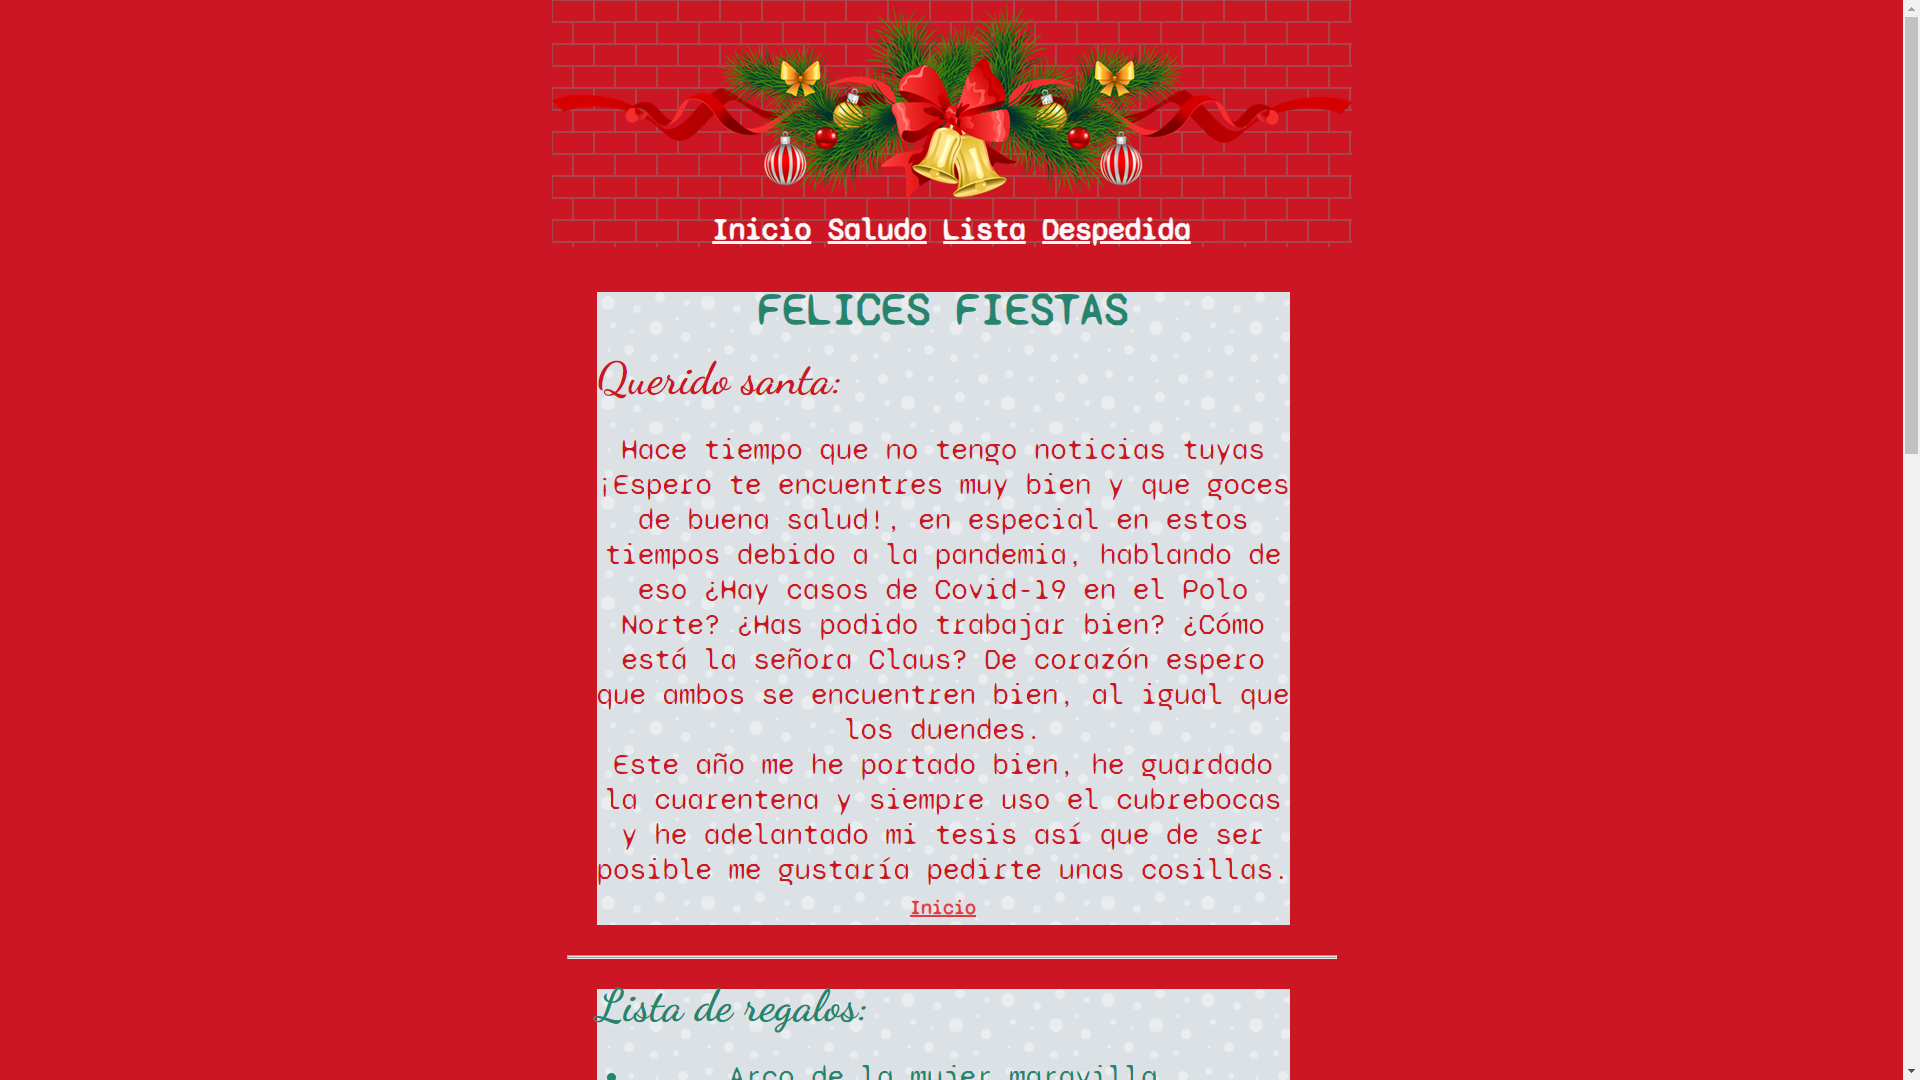 Inicio Saludo Lista Despedida
FELICES FIESTAS
Querido santa:
Hace tiempo que no tengo noticias tuyas
¡Espero te encuentres muy bien y que goces
de buena salud!, en especial en estos
tiempos debido a la pandemia, hablando de
eso ¿Hay casos de Covid-19 en el Polo
Norte? ¿Has podido trabajar bien? ¿Cómo
está la señora Claus? De corazón espero
que ambos se encuentren bien, al igual que
los duendes.
Este año me he portado bien, he guardado
la cuarentena y siempre uso el cubrebocas
y he adelantado mi tesis así que de ser
posible me gustaría pedirte unas cosillas.
Inicio
Lista de regalos:
Arco de la mujer maravilla